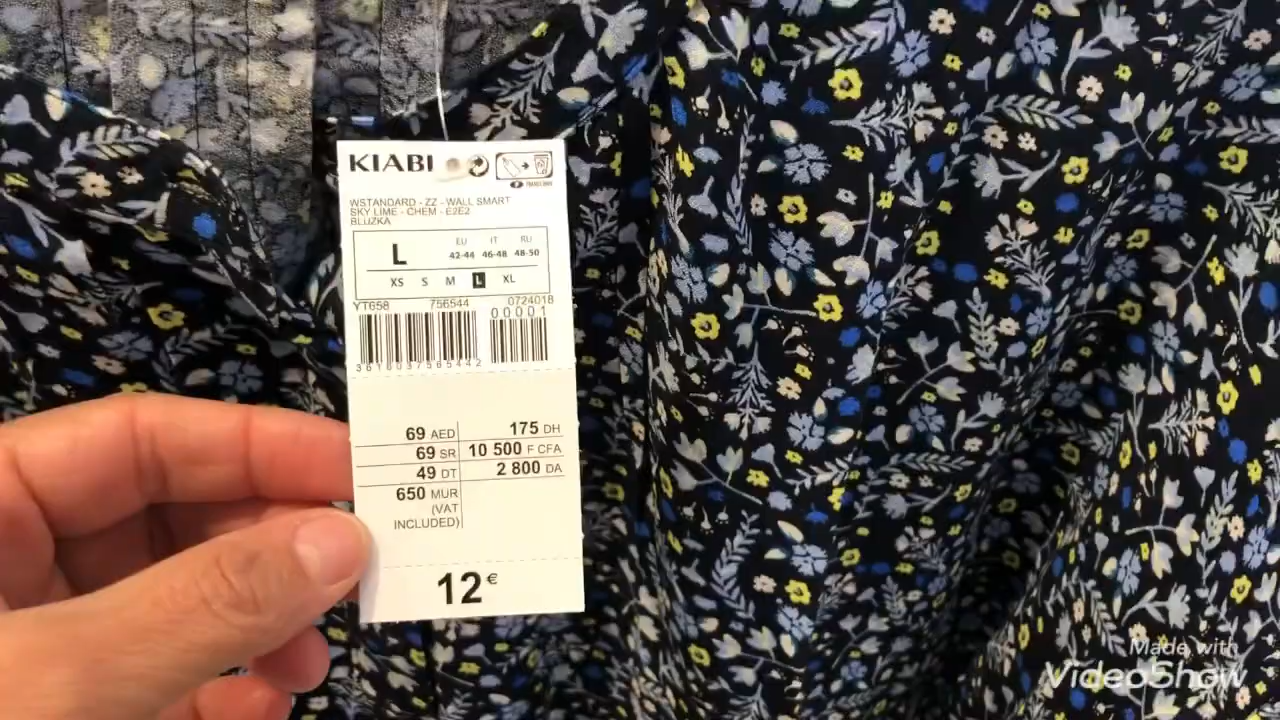 KIABI
WSTANDARD - ZZ - WALL SMART
SKY LIME - CHEM - E2E2
BLUZKA
L
EU IT RU
42-44 46-48 48-50
XS S M L XL
YT658 756544 0724018
00001
3618037565442
69 AED 175 DH
69 SR 10 500 F CFA
49 DT 2 800 DA
650 MUR
(VAT
INCLUDED)
12 €
Made with
VideoShow